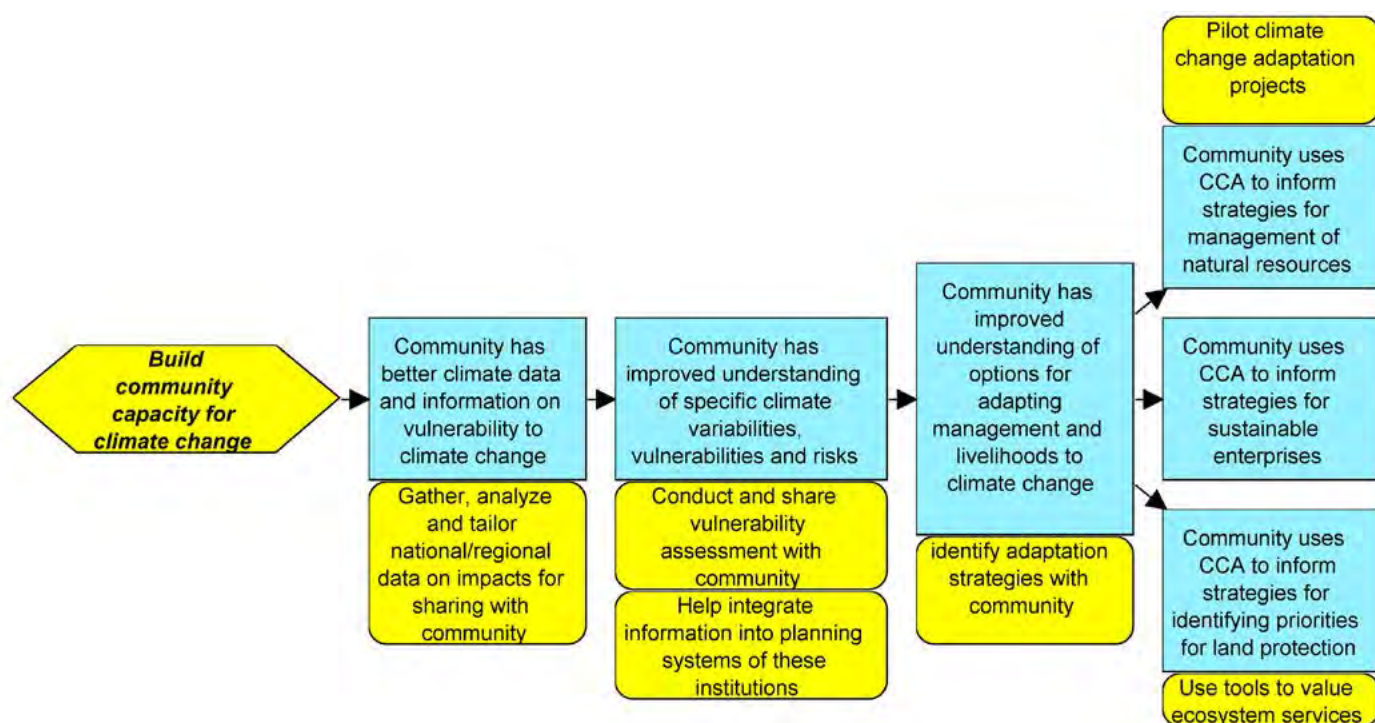 Build
community
capacity for
climate change
Community has
better climate data
and information on
vulnerability to
climate change
Gather, analyze
and tailor
national/regional
data on impacts for
sharing with
community
Community has
improved understanding
of specific climate
variabilities,
vulnerabilities and risks
Conduct and share
vulnerability
assessment with
community
Help integrate
information into planning
systems of these
institutions
Community has
improved
understanding of
options for
adapting
management and
livelihoods to
climate change
identify adaptation
strategies with
community
Pilot climate
change adaptation
projects
Community uses
CCA to inform
strategies for
management of
natural resources
Community uses
CCA to inform
strategies for
sustainable
enterprises
Community uses
CCA to inform
strategies for
identifying priorities
for land protection
Use tools to value
ecosystem services